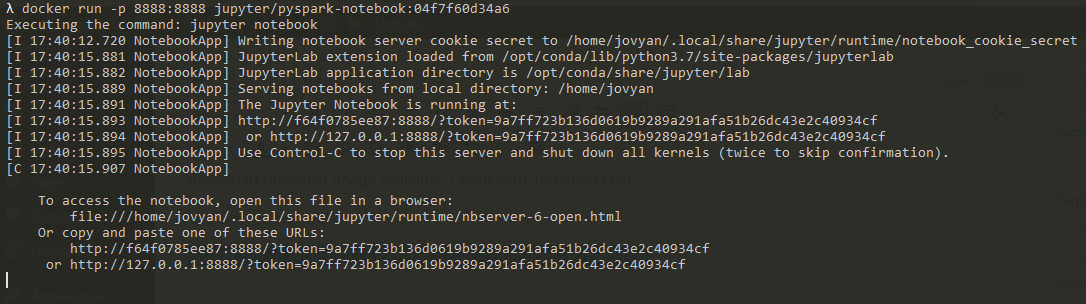 λ docker run -p 8888:8888 jupyter/pyspark-notebook:04f7f60d34a6
Executing the command: jupyter notebook
[I 17:40:12.720 NotebookApp] Writing notebook server cookie secret to /home/jovyan/.local/share/jupyter/runtime/notebook_cookie_secret
[I 17:40:15.881 NotebookApp] JupyterLab extension loaded from /opt/conda/lib/python3.7/site-packages/jupyterlab
[I 17:40:15.882 NotebookApp] JupyterLab application directory is /opt/conda/share/jupyter/lab
[I 17:40:15.889 NotebookApp] Serving notebooks from local directory: /home/jovyan
[I 17:40:15.891 NotebookApp] The Jupyter Notebook is running at:
[I 17:40:15.893 NotebookApp] http://f64f0785ee87:8888/?token=9a7ff723b136d0619b9289a291afa51b26dc43e2c40934cf
[I 17:40:15.894 NotebookApp]  or http://127.0.0.1:8888/?token=9a7ff723b136d0619b9289a291afa51b26dc43e2c40934cf
[I 17:40:15.895 NotebookApp] Use Control-C to stop this server and shut down all kernels (twice to skip confirmation).
[C 17:40:15.907 NotebookApp]
To access the notebook, open this file in a browser:
file:///home/jovyan/.local/share/jupyter/runtime/nbserver-6-open.html
Or copy and paste one of these URLs:
http://f64f0785ee87:8888/?token=9a7ff723b136d0619b9289a291afa51b26dc43e2c40934cf
or http://127.0.0.1:8888/?token=9a7ff723b136d0619b9289a291afa51b26dc43e2c40934cf